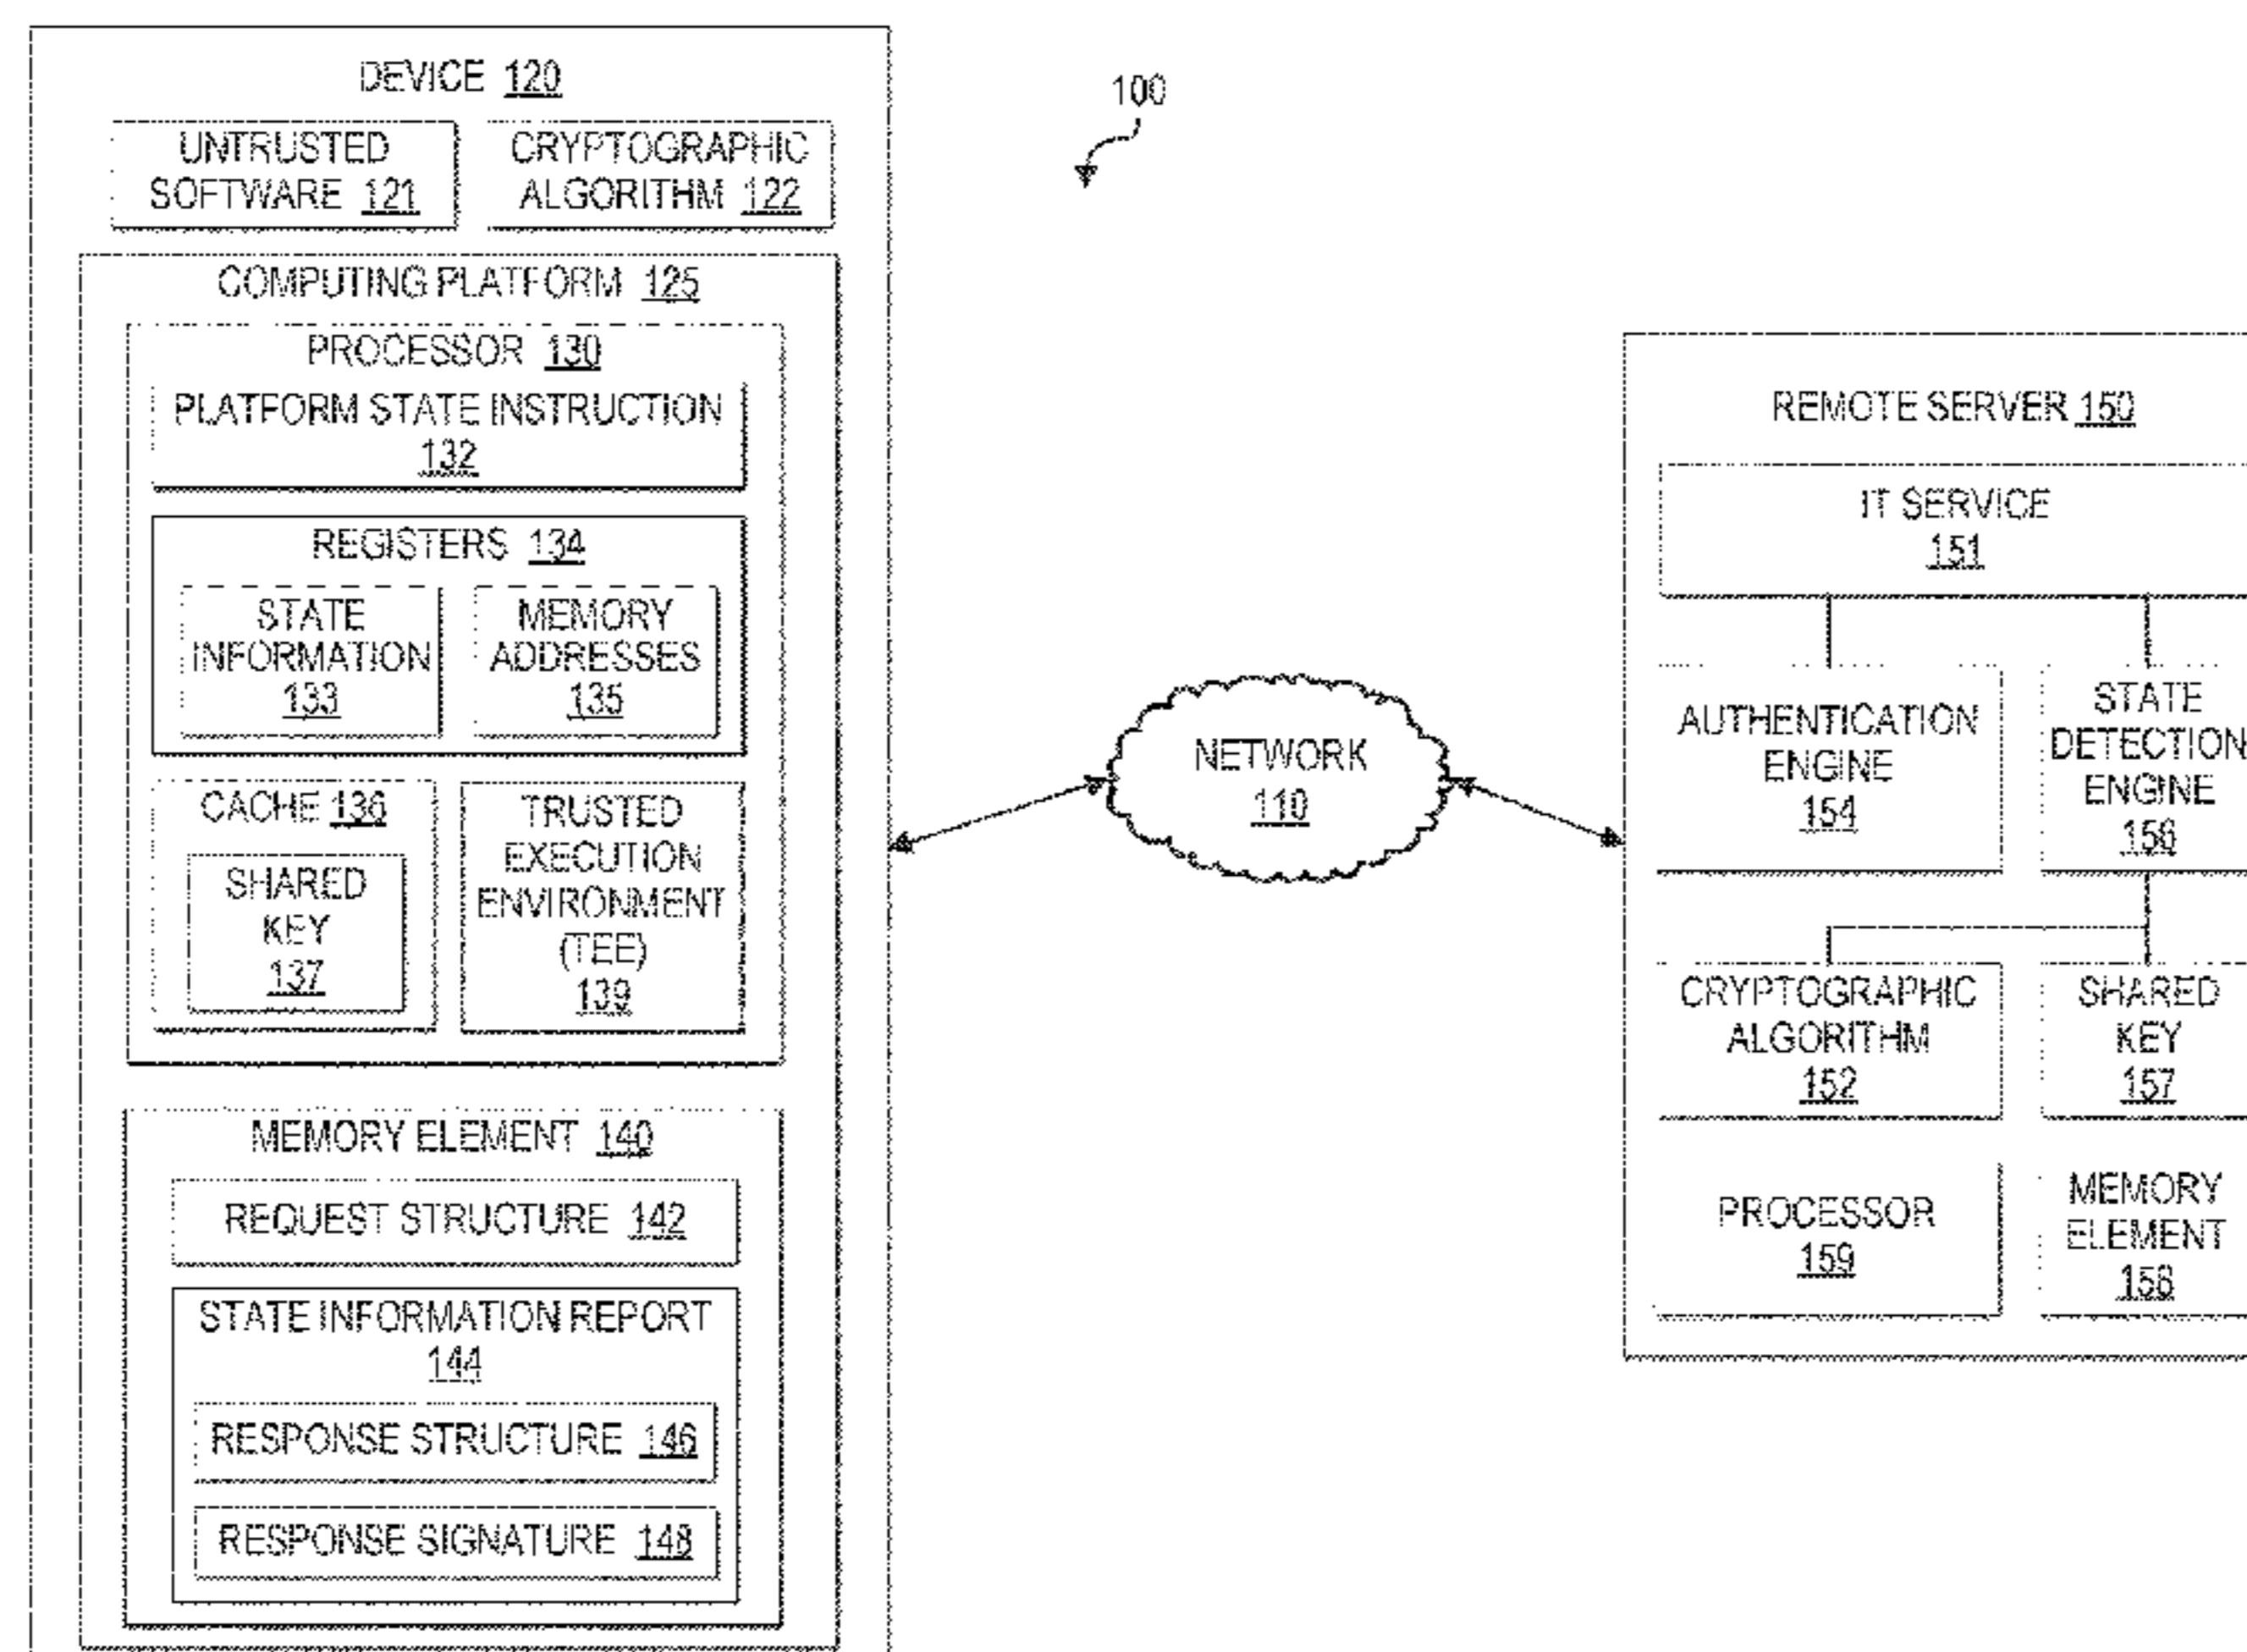 DEVICE 120
UNTRUSTED
SOFTWARE 121
CRYPTOGRAPHIC
ALGORITHM 122
COMPUTING PLATFORM 125
PROCESSOR 130
PLATFORM STATE INSTRUCTION
132
REGISTERS 134
STATE
INFORMATION
133
MEMORY
ADDRESSES
135
CACHE 136
SHARED
KEY
137
TRUSTED
EXECUTION
ENVIRONMENT
(TEE)
139
MEMORY ELEMENT 140
REQUEST STRUCTURE 142
STATE INFORMATION REPORT
144
RESPONSE STRUCTURE 146
RESPONSE SIGNATURE 148
100
NETWORK
110
REMOTE SERVER 150
IT SERVICE
151
AUTHENTICATION
ENGINE
154
STATE
DETECTION
ENGINE
156
CRYPTOGRAPHIC
ALGORITHM
152
SHARED
KEY
157
PROCESSOR
159
MEMORY
ELEMENT
158